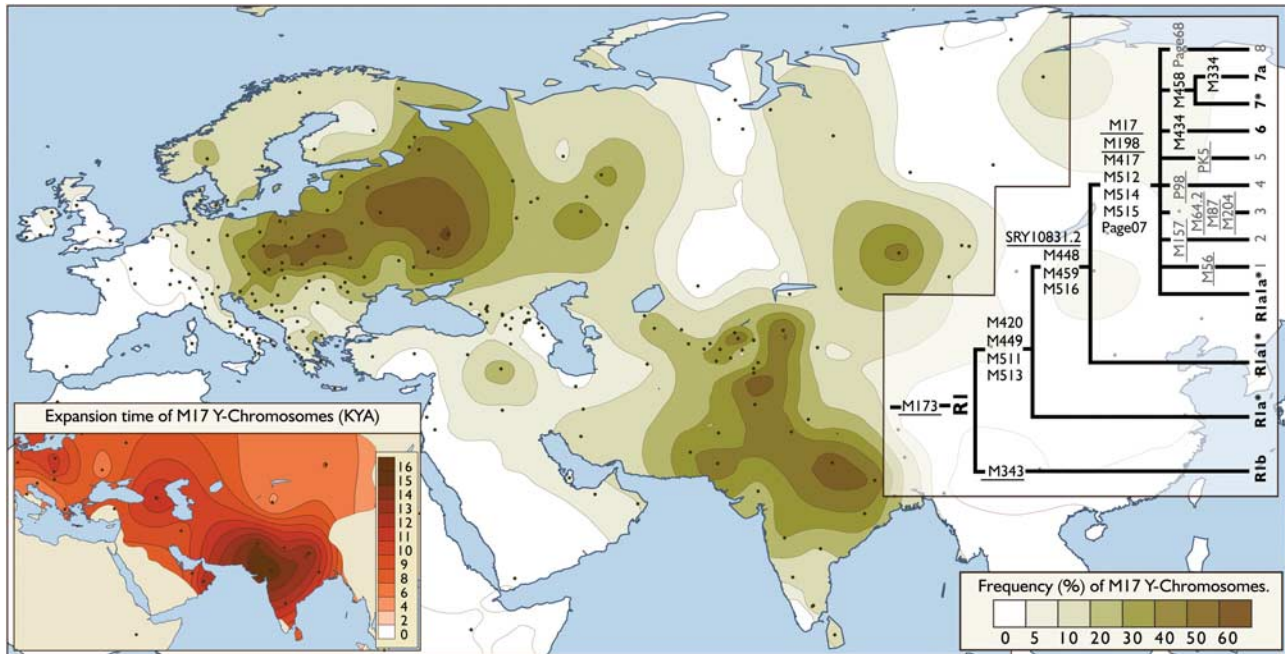 Page68
8
M458
M334
7a
7*
M434
6
M17
M198
M417
M512
M514
M515
Page07
PK5
5
P98
4
M64.2
M87
M204
3
M157
2
M56
1
R1a1a*
SRY10831.2
M448
M459
M516
R1a1*
M420
M449
M511
M513
R1a*
M173
R1
M343
R1b
Expansion time of M17 Y-Chromosomes (KYA)
16
15
14
13
12
11
10
9
8
6
4
2
0
Frequency (%) of M17 Y-Chromosomes.
0 5 10 20 30 40 50 60